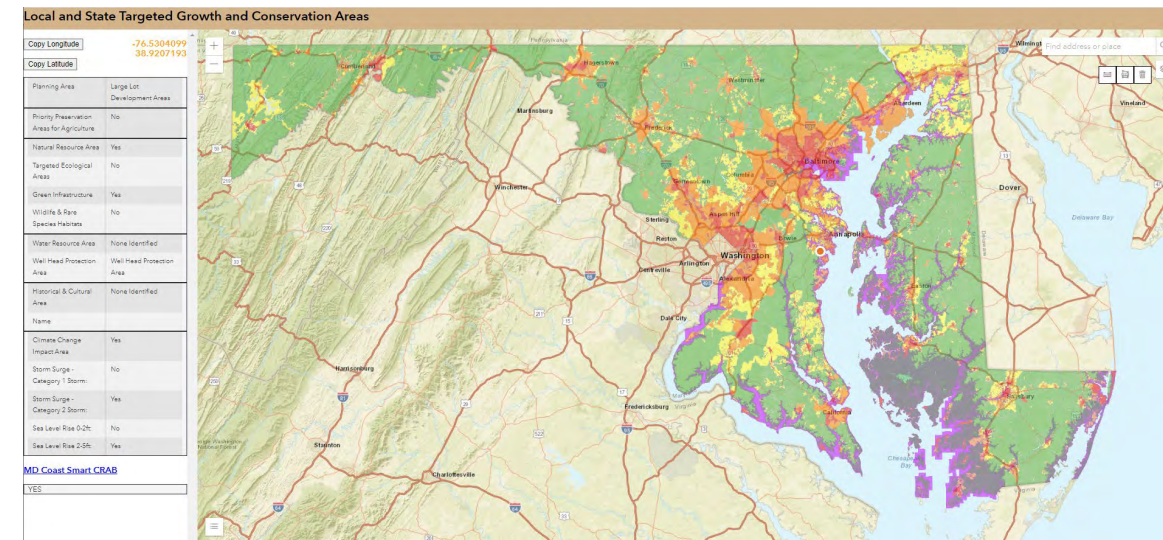 Local and State Targeted Growth and Conservation Areas
Copy Longitude
-76.5304099
38.9207193
Copy Latitude
Planning Area
Large Lot
Development Areas
Priority Preservation
Areas for Agriculture
No
Natural Resource Area
Yes
Targeted Ecological
Areas
No
Green Infrastructure
Yes
Wildlife & Rare
Species Habitats
No
Water Resource Area
None Identified
Well Head Protection
Area
Well Head Protection
Area
Historical & Cultural
Area
None Identified
Name
Climate Change
Impact Area
Yes
Storm Surge -
Category 1 Storm:
No
Storm Surge -
Category 2 Storm:
Yes
Sea Level Rise 0-2ft:
No
Sea Level Rise 2-5ft:
Yes
MD Coast Smart CRAB
YES
+
−
Find address or place
Cumberland
Hagerstown
Westminster
Aberdeen
Vineland
Martinsburg
Frederick
Baltimore
Columbia
Germantown
Winchester
Dover
Aspen Hill
Sterling
Delaware Bay
Reston
Bowie
Annapolis
Washington
Arlington
Centreville
Alexandria
Easton
Dale City
Harrisonburg
Salisbury
Fredericksburg
Virginia
California
Staunton
Chesapeake
Bay
Charlottesville
Virginia